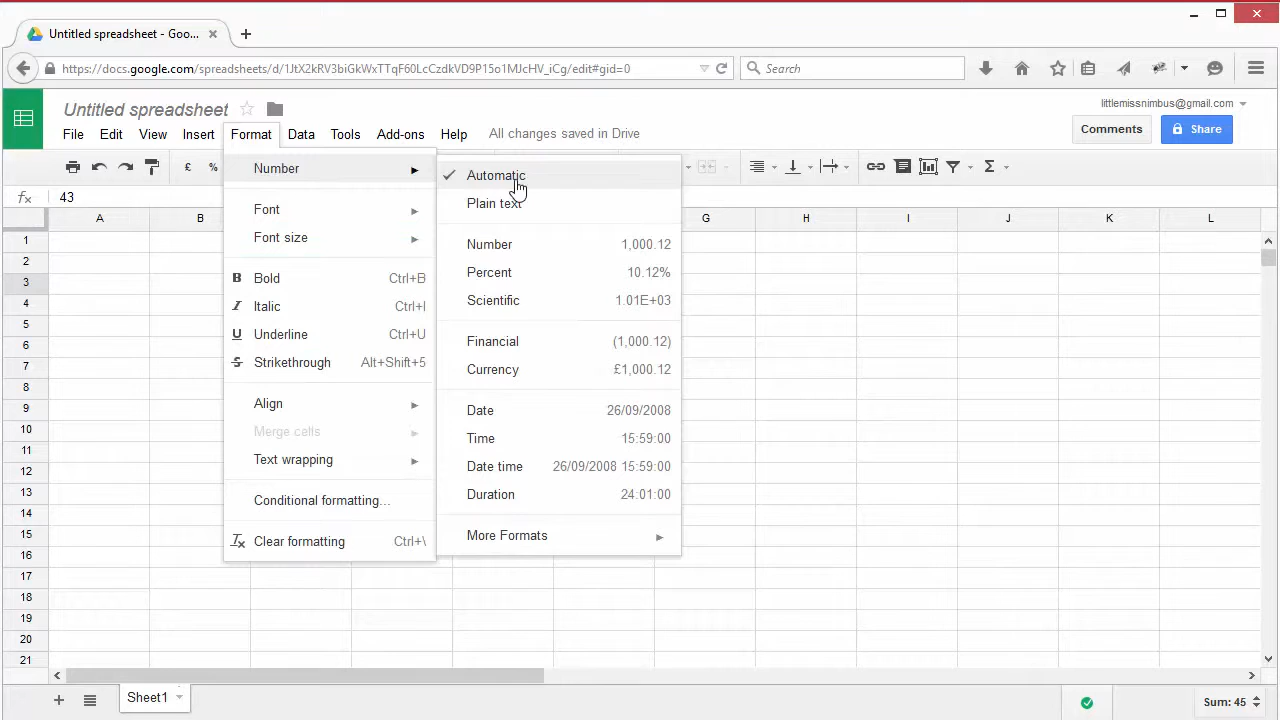 Untitled spreadsheet - Goo...
https://docs.google.com/spreadsheets/d/1JtX2kRV3biGkWxTTqF60LcCzdkVD9P15o1MJcHV_iCg/edit#gid=0
Search
Untitled spreadsheet
littlemissnimbus@gmail.com
File Edit View Insert Format Data Tools Add-ons Help All changes saved in Drive
Comments
Share
£ %
Σ
fx 43
A B G H I J K L
1
2
3
4
5
6
7
8
9
10
11
12
13
14
15
16
17
18
19
20
21
Number
Font
Font size
B Bold Ctrl+B
I Italic Ctrl+I
U Underline Ctrl+U
S Strikethrough Alt+Shift+5
Align
Merge cells
Text wrapping
Conditional formatting...
Clear formatting Ctrl+\
Automatic
Plain text
Number 1,000.12
Percent 10.12%
Scientific 1.01E+03
Financial (1,000.12)
Currency £1,000.12
Date 26/09/2008
Time 15:59:00
Date time 26/09/2008 15:59:00
Duration 24:01:00
More Formats
Sheet1
Sum: 45